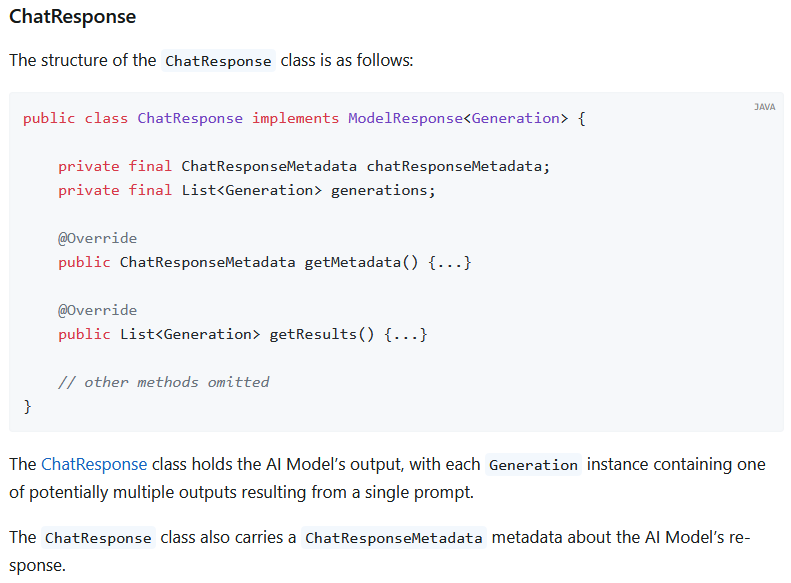 ChatResponse
The structure of the ChatResponse class is as follows:
JAVA
public class ChatResponse implements ModelResponse<Generation> {
    private final ChatResponseMetadata chatResponseMetadata;
    private final List<Generation> generations;
    @Override
    public ChatResponseMetadata getMetadata() {...}
    @Override
    public List<Generation> getResults() {...}
    // other methods omitted
}
The ChatResponse class holds the AI Model’s output, with each Generation instance containing one
of potentially multiple outputs resulting from a single prompt.
The ChatResponse class also carries a ChatResponseMetadata metadata about the AI Model’s re-
sponse.